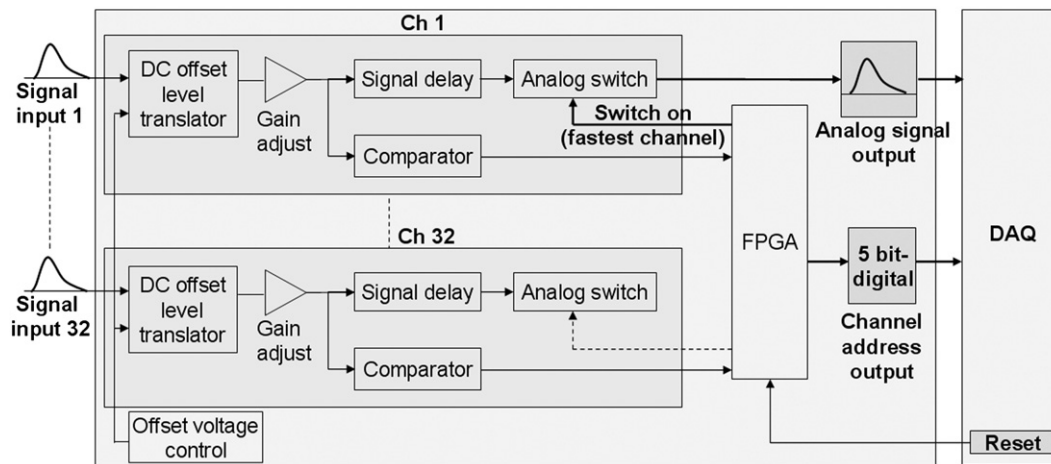 Ch 1
Signal
input 1
DC offset
level
translator
Gain
adjust
Signal delay
Analog switch
Switch on
(fastest channel)
Comparator
Analog signal
output
Ch 32
Signal
input 32
DC offset
level
translator
Gain
adjust
Signal delay
Analog switch
Comparator
FPGA
5 bit-
digital
Channel
address
output
DAQ
Offset voltage
control
Reset